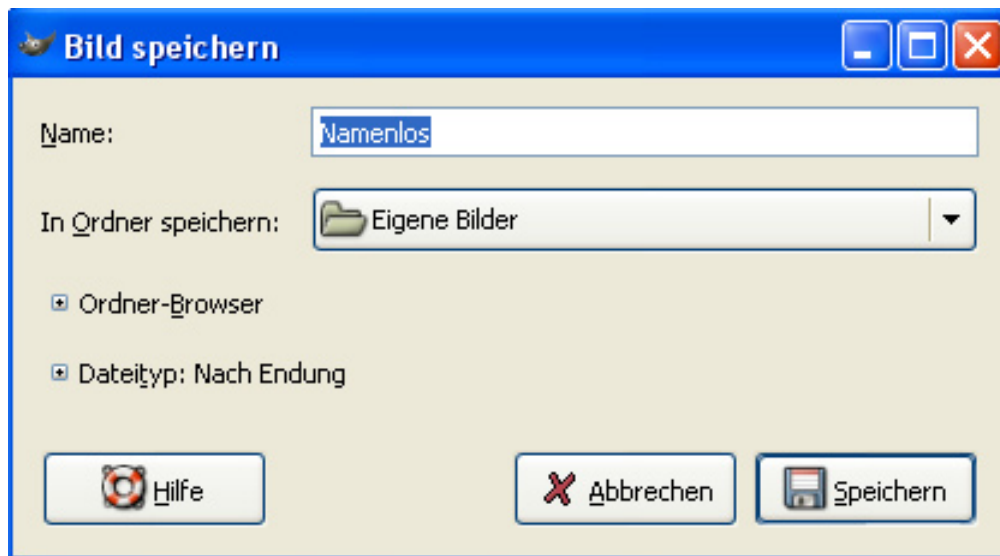 Bild speichern
Name: Namenlos
In Ordner speichern: Eigene Bilder
Ordner-Browser
Dateityp: Nach Endung
Hilfe Abbrechen Speichern